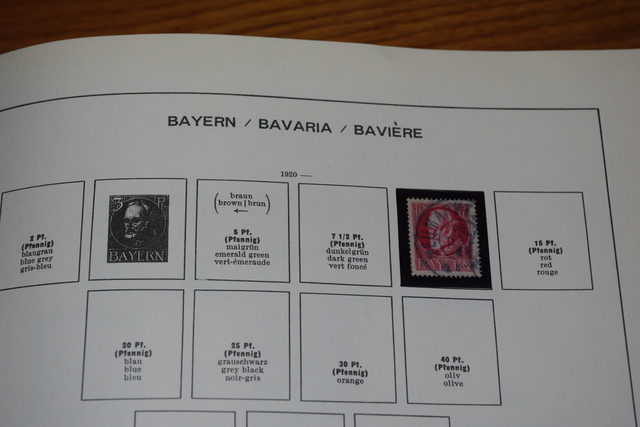 BAYERN / BAVARIA / BAVIÈRE
1920 —
2 Pf.
(Pfennig)
blaugrau
blue grey
gris-bleu
3 Pf.
BAYERN
(braun
brown | brun)
←
5 Pf.
(Pfennig)
maigrün
emerald green
vert-émeraude
7 1/2 Pf.
(Pfennig)
dunkelgrün
dark green
vert foncé
BAYERN
15 Pf.
(Pfennig)
rot
red
rouge
20 Pf.
(Pfennig)
blau
blue
bleu
25 Pf.
(Pfennig)
grauschwarz
grey black
noir-gris
30 Pf.
(Pfennig)
orange
40 Pf.
(Pfennig)
oliv
olive